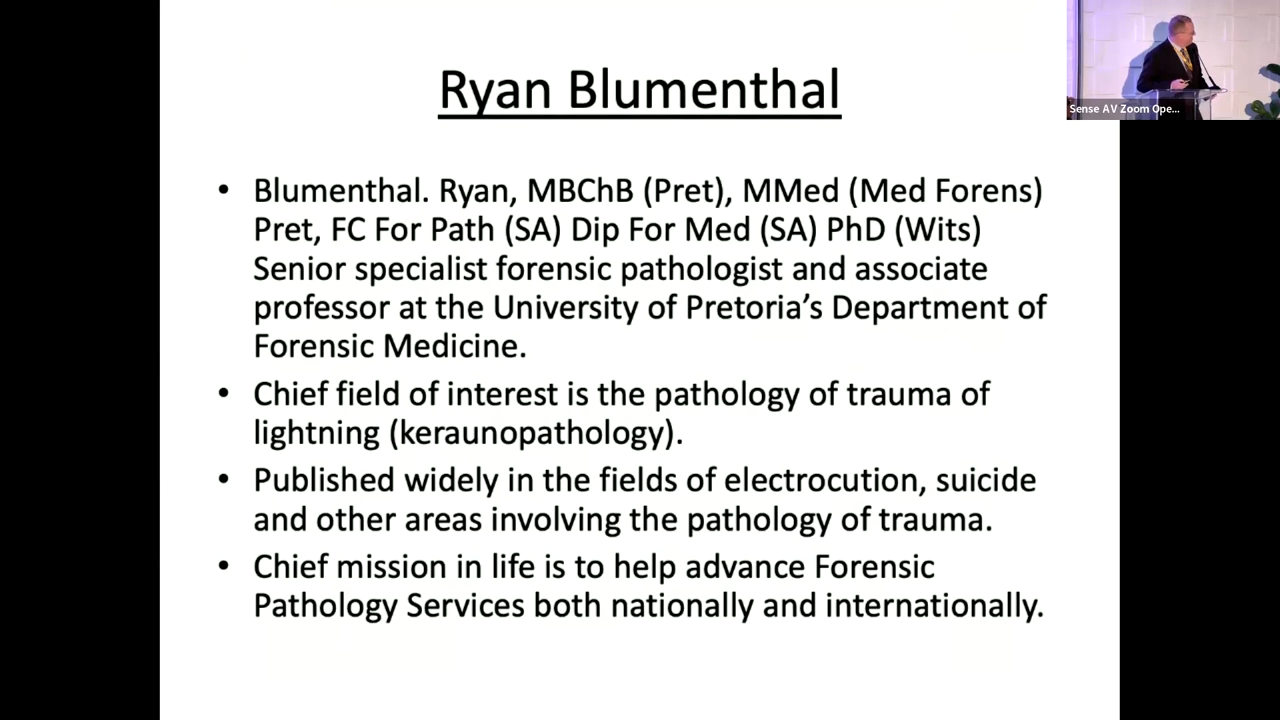 Ryan Blumenthal
Sense AV Zoom Ope...
• Blumenthal. Ryan, MBChB (Pret), MMed (Med Forens)
Pret, FC For Path (SA) Dip For Med (SA) PhD (Wits)
Senior specialist forensic pathologist and associate
professor at the University of Pretoria’s Department of
Forensic Medicine.
• Chief field of interest is the pathology of trauma of
lightning (keraunopathology).
• Published widely in the fields of electrocution, suicide
and other areas involving the pathology of trauma.
• Chief mission in life is to help advance Forensic
Pathology Services both nationally and internationally.